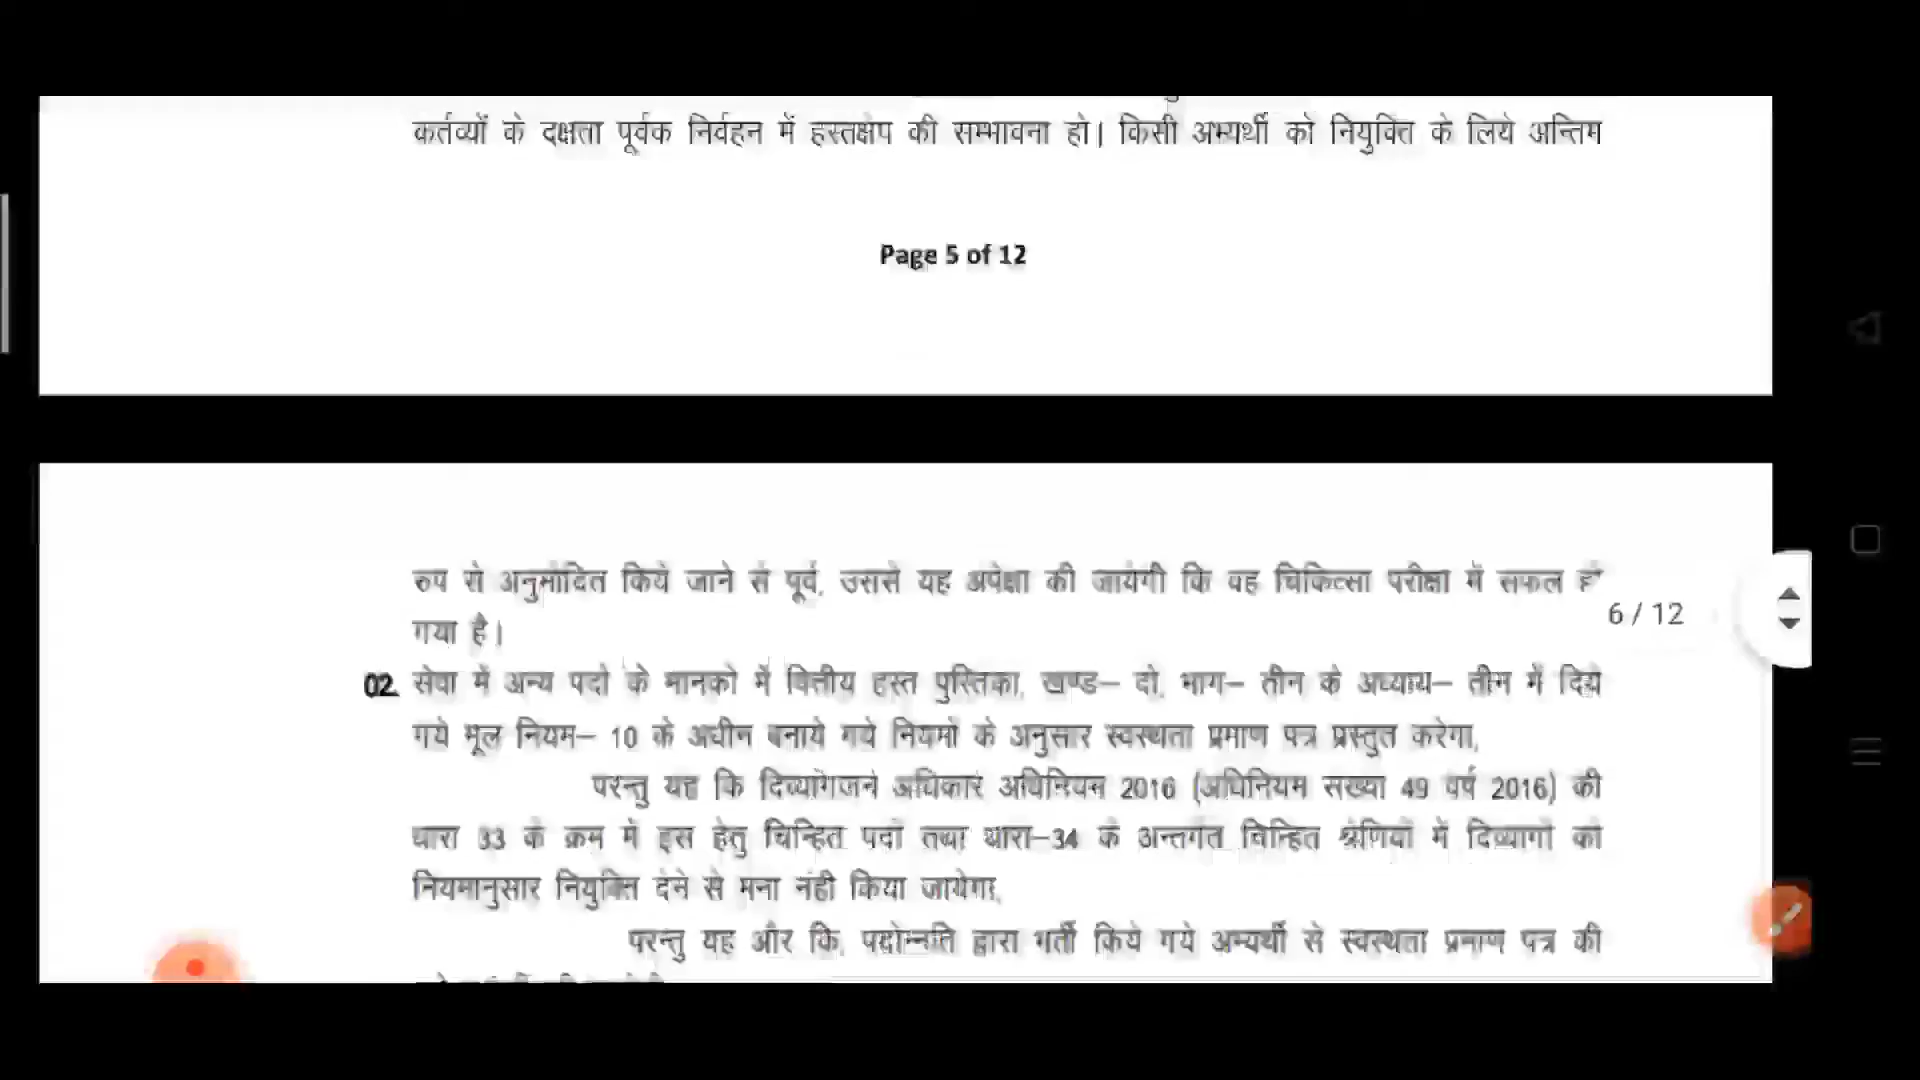 कर्तव्यों के दक्षता पूर्वक निर्वहन में हस्तक्षेप की सम्भावना हो। किसी अभ्यर्थी को नियुक्ति के लिये अन्तिम
Page 5 of 12
रुप से अनुमोदित किये जाने से पूर्व, उससे यह अपेक्षा की जायेगी कि वह चिकित्सा परीक्षा में सफल हो
6 / 12
गया है।
02. सेवा में अन्य पदो के मानको में वित्तीय हस्त पुस्तिका, खण्ड– दो, भाग– तीन के अध्याय– तीन में दिये
गये मूल नियम– 10 के अधीन बनाये गये नियमों के अनुसार स्वस्थता प्रमाण पत्र प्रस्तुत करेगा,
परन्तु यह कि दिव्यांगजन अधिकार अधिनियम 2016 (अधिनियम संख्या 49 वर्ष 2016) की
धारा 33 के क्रम में इस हेतु चिन्हित पदों तथा धारा–34 के अन्तर्गत चिन्हित श्रेणियों में दिव्यांगों को
नियमानुसार नियुक्ति देने से मना नही किया जायेगा,
परन्तु यह और कि, पदोन्नति द्वारा भर्ती किये गये अभ्यर्थी से स्वस्थता प्रमाण पत्र की